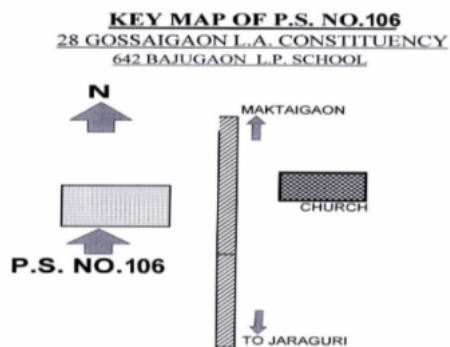 KEY MAP OF P.S. NO.106
28 GOSSAIGAON L.A. CONSTITUENCY
642 BAJUGAON L.P. SCHOOL
N
MAKTAIGAON
CHURCH
P.S. NO.106
TO JARAGURI